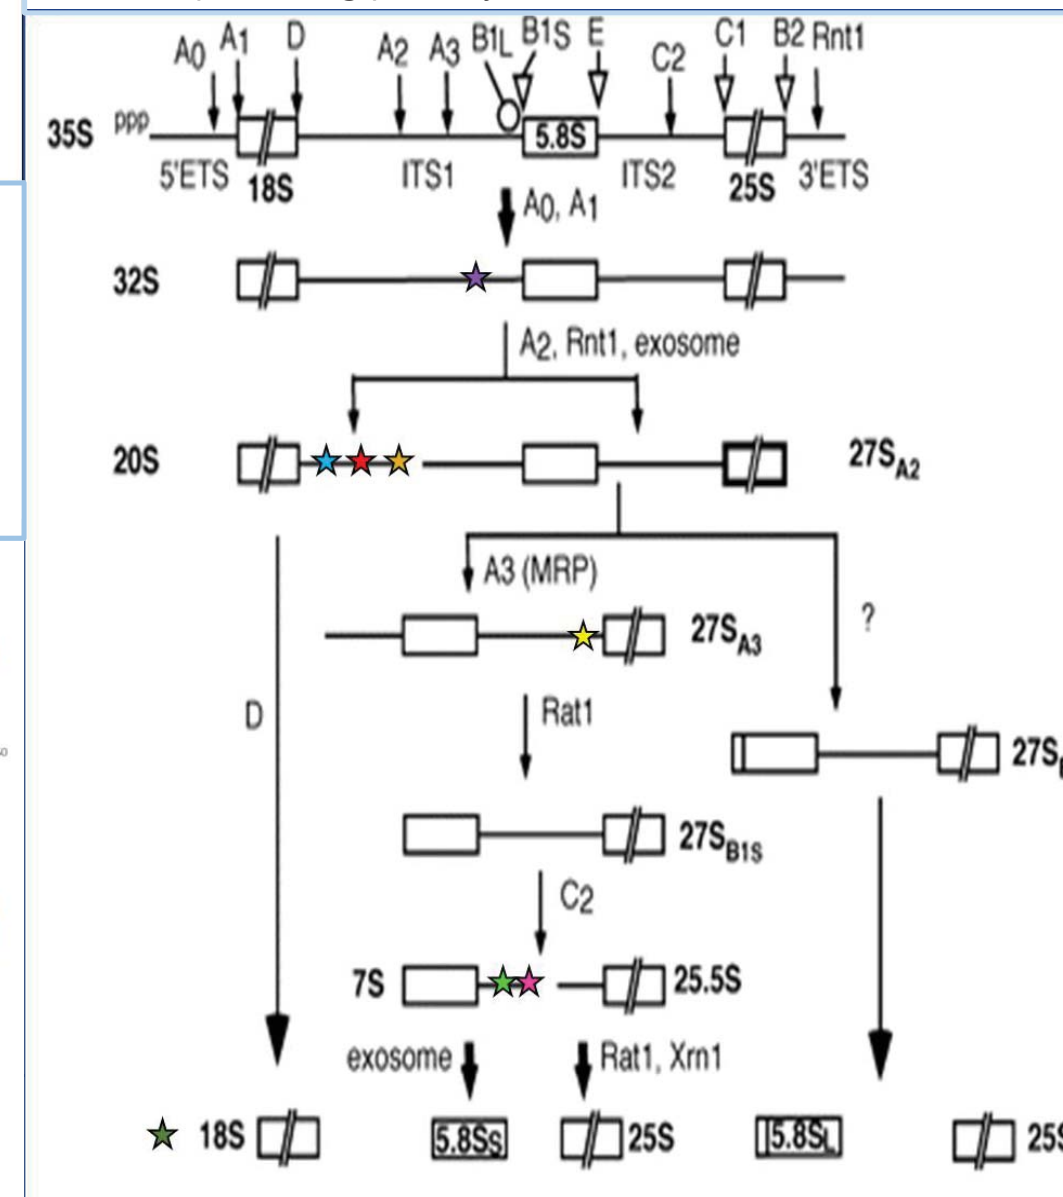 A0 A1 D A2 A3 B1L B1S E C2 C1 B2 Rnt1
35S ppp 5.8S
5'ETS 18S ITS1 ITS2 25S 3'ETS
A0, A1
32S
A2, Rnt1, exosome
20S 27SA2
A3 (MRP)
27SA3 ?
D Rat1
27S
27SB1S
C2
7S 25.5S
exosome Rat1, Xrn1
18S 5.8SS 25S 5.8SL 25S